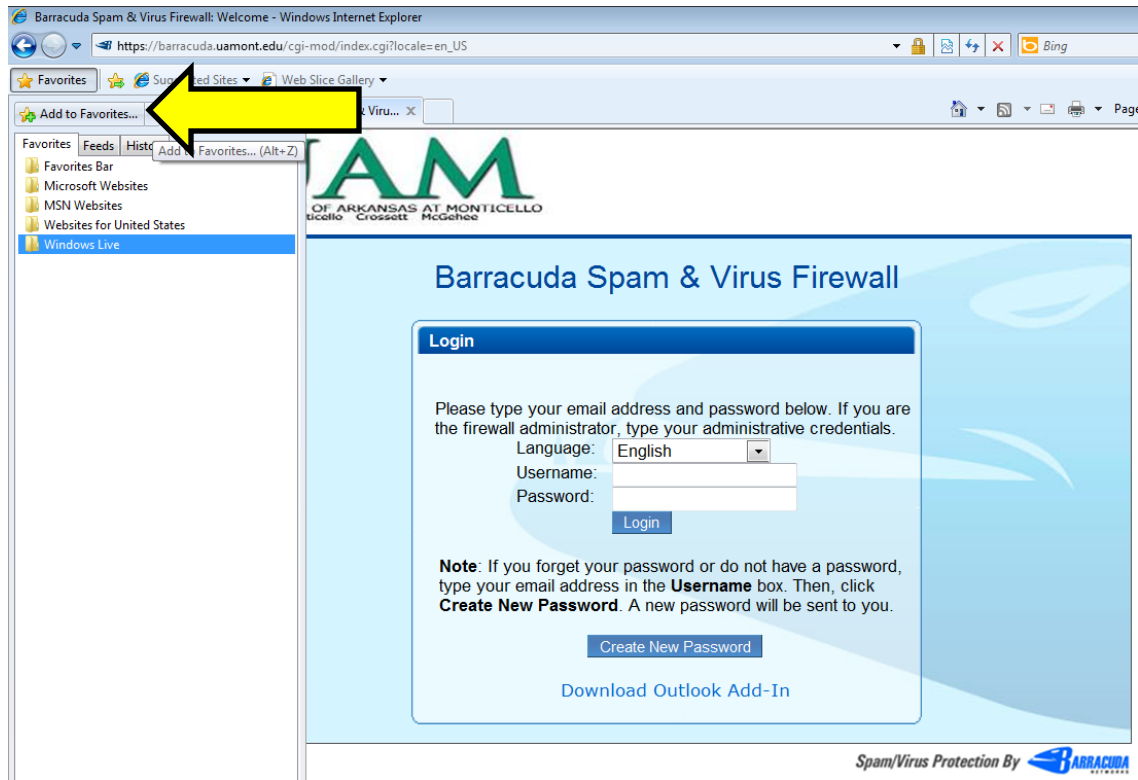 Barracuda Spam & Virus Firewall: Welcome - Windows Internet Explorer
https://barracuda.uamont.edu/cgi-mod/index.cgi?locale=en_US
Bing
Favorites
Sites
Web Slice Gallery
Add to Favorites...
Viru...
Page
Favorites Feeds
Add to Favorites... (Alt+Z)
Favorites Bar
Microsoft Websites
MSN Websites
Websites for United States
Windows Live
AM
OF ARKANSAS AT MONTICELLO
Crossett McGehee
Barracuda Spam & Virus Firewall
Login
Please type your email address and password below. If you are
the firewall administrator, type your administrative credentials.
Language: English
Username:
Password:
Login
Note: If you forget your password or do not have a password,
type your email address in the Username box. Then, click
Create New Password. A new password will be sent to you.
Create New Password
Download Outlook Add-In
Spam/Virus Protection By BARRACUDA
NETWORKS